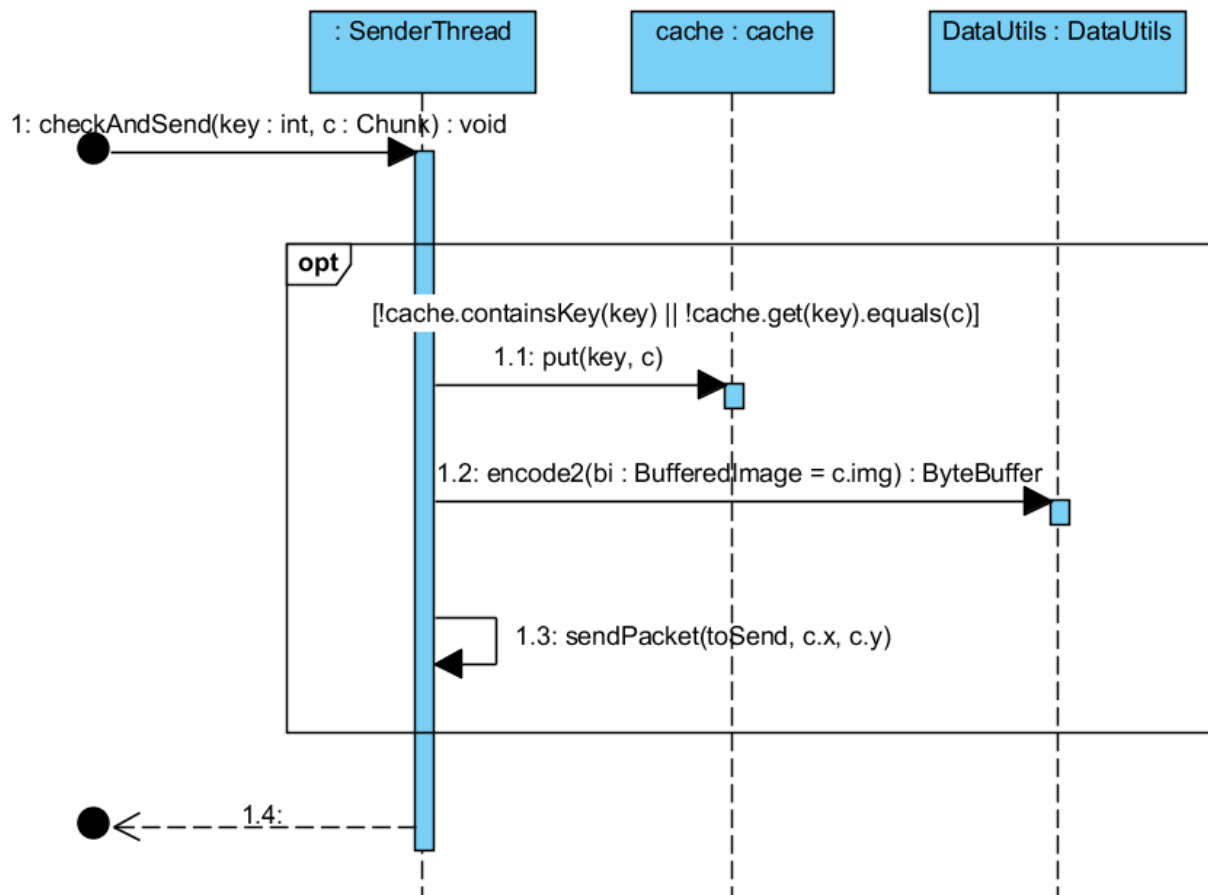 : SenderThread
cache : cache
DataUtils : DataUtils
1: checkAndSend(key : int, c : Chunk) : void
opt
[!cache.containsKey(key) || !cache.get(key).equals(c)]
1.1: put(key, c)
1.2: encode2(bi : BufferedImage = c.img) : ByteBuffer
1.3: sendPacket(toSend, c.x, c.y)
1.4: